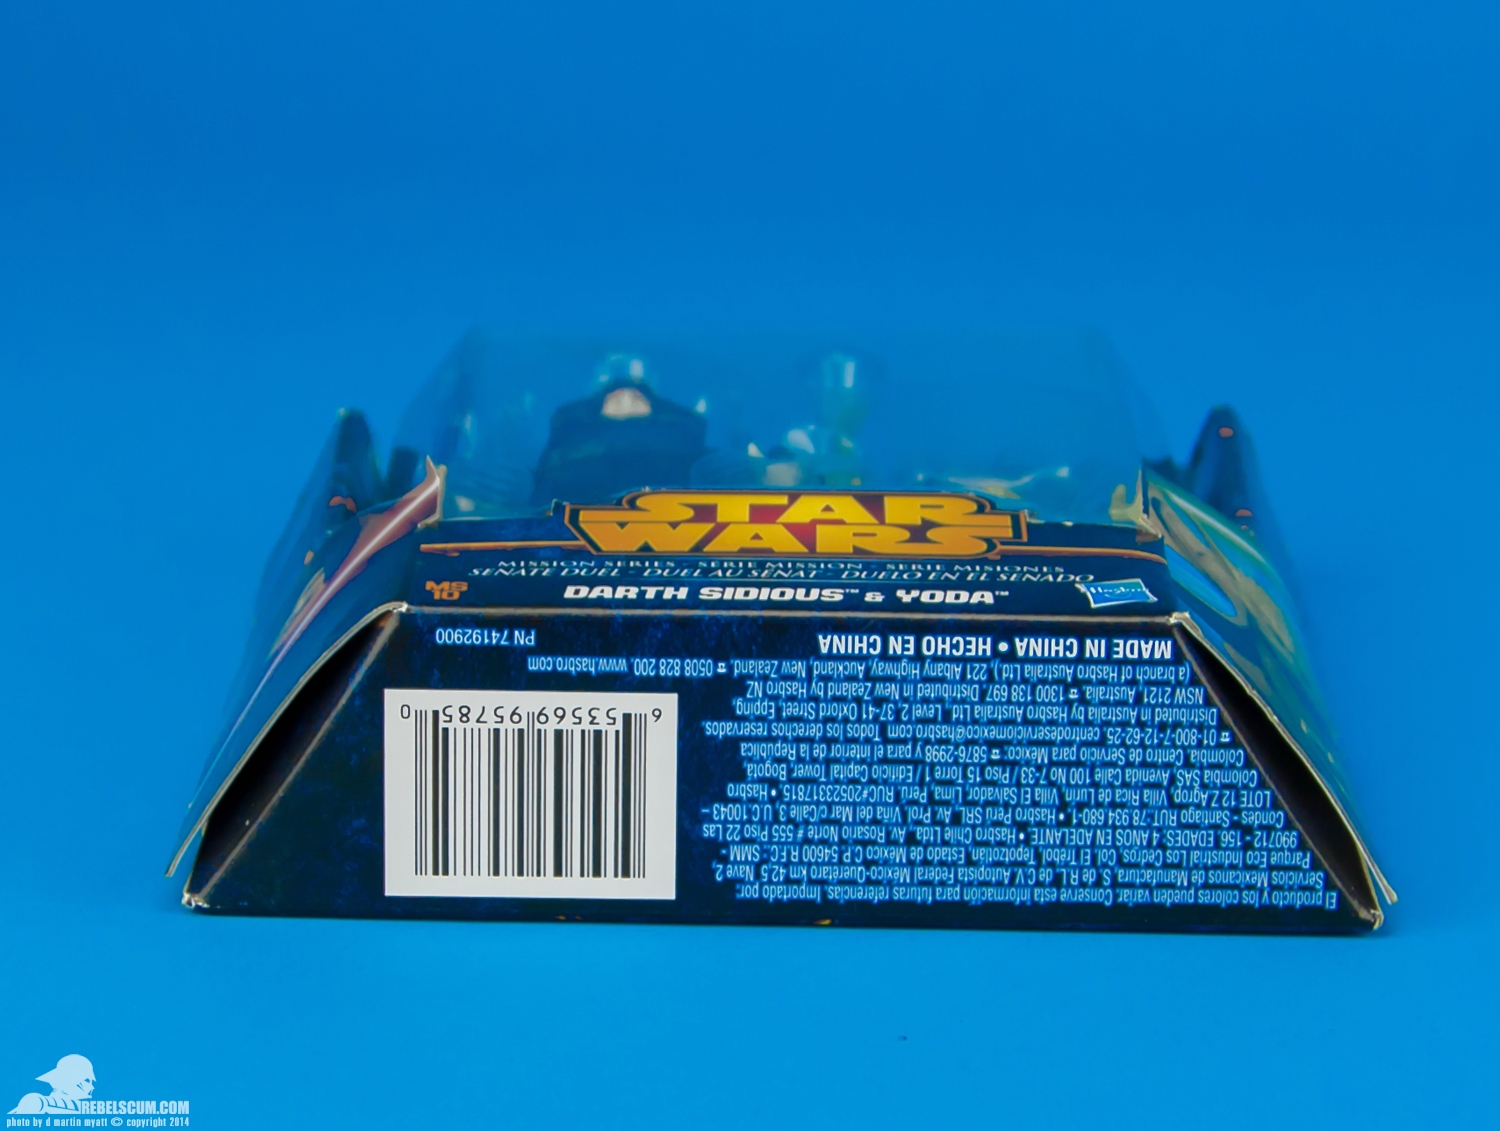 STAR
WARS
MISSION SERIES - SÉRIE MISSION - SERIE MISIONES
SENATE DUEL - DUEL AU SÉNAT - DUELO EN EL SENADO
MS
10
DARTH SIDIOUS™ & YODA™
Hasbro
El producto y los colores pueden variar. Conserve esta información para futuras referencias. Importado por:
Servicios Mexicanos de Manufactura, S. de R.L. de C.V. Autopista Federal México-Querétaro km 42,5 Nave 2,
Parque Eco Industrial Los Cedros, Col. El Trébol, Tepotzotlán, Estado de México C.P. 54600 R.F.C.: SMM -
990712 - 156. EDADES: 4 AÑOS EN ADELANTE. • Hasbro Chile Ltda., Av. Rosario Norte # 555 Piso 22 Las
Condes - Santiago RUT. 78.934.680-1. • Hasbro Perú SRL. Av. Prol. Viña del Mar C/Calle 3, U.C.U.C.10043 –
LOTE 12 Z.Agrop. Villa Rica de Lurín, Villa El Salvador, Lima, Perú. RUC#20523317815. • Hasbro
Colombia SAS, Avenida Calle 100 No 7-33 / Piso 15 Torre 1 / Edificio Capital Tower, Bogotá,
Colombia. Centro de Servicio para México: ☎ 5876-2998 y para el interior de la República
☎ 01-800-7-12-62-25, centrodeserviciomexico@hasbro.com Todos los derechos reservados.
Distributed in Australia by Hasbro Australia Ltd., Level 2, 37-41 Oxford Street, Epping,
NSW 2121, Australia. ☎ 1300 138 697. Distributed in New Zealand by Hasbro NZ
(a branch of Hasbro Australia Ltd.), 221 Albany Highway, Auckland, New Zealand. ☎ 0508 828 200. www.hasbro.com
MADE IN CHINA • HECHO EN CHINA
PN 74192900
6 53569 95785 0
REBELSCUM.COM
photo by d martin myatt © copyright 2014